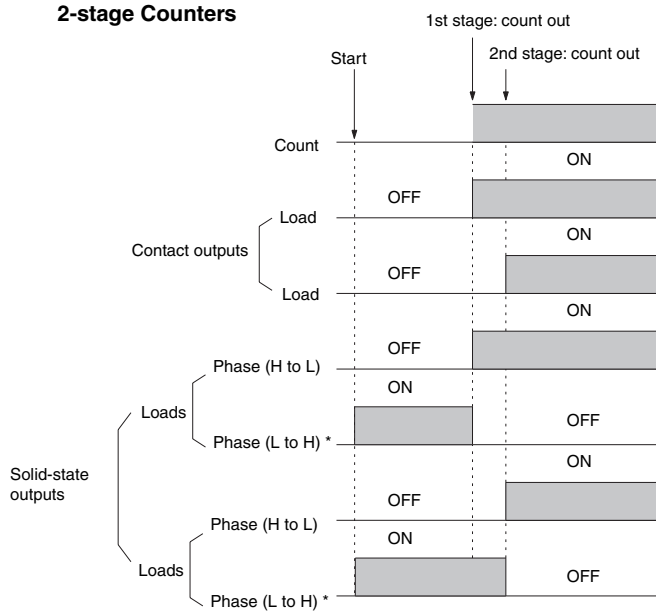 2-stage Counters
1st stage: count out
2nd stage: count out
Start
Count
ON
OFF
Load
Contact outputs
ON
OFF
Load
ON
OFF
Phase (H to L)
ON
Loads
OFF
Phase (L to H) *
ON
Solid-state
outputs
OFF
Phase (H to L)
ON
Loads
OFF
Phase (L to H) *